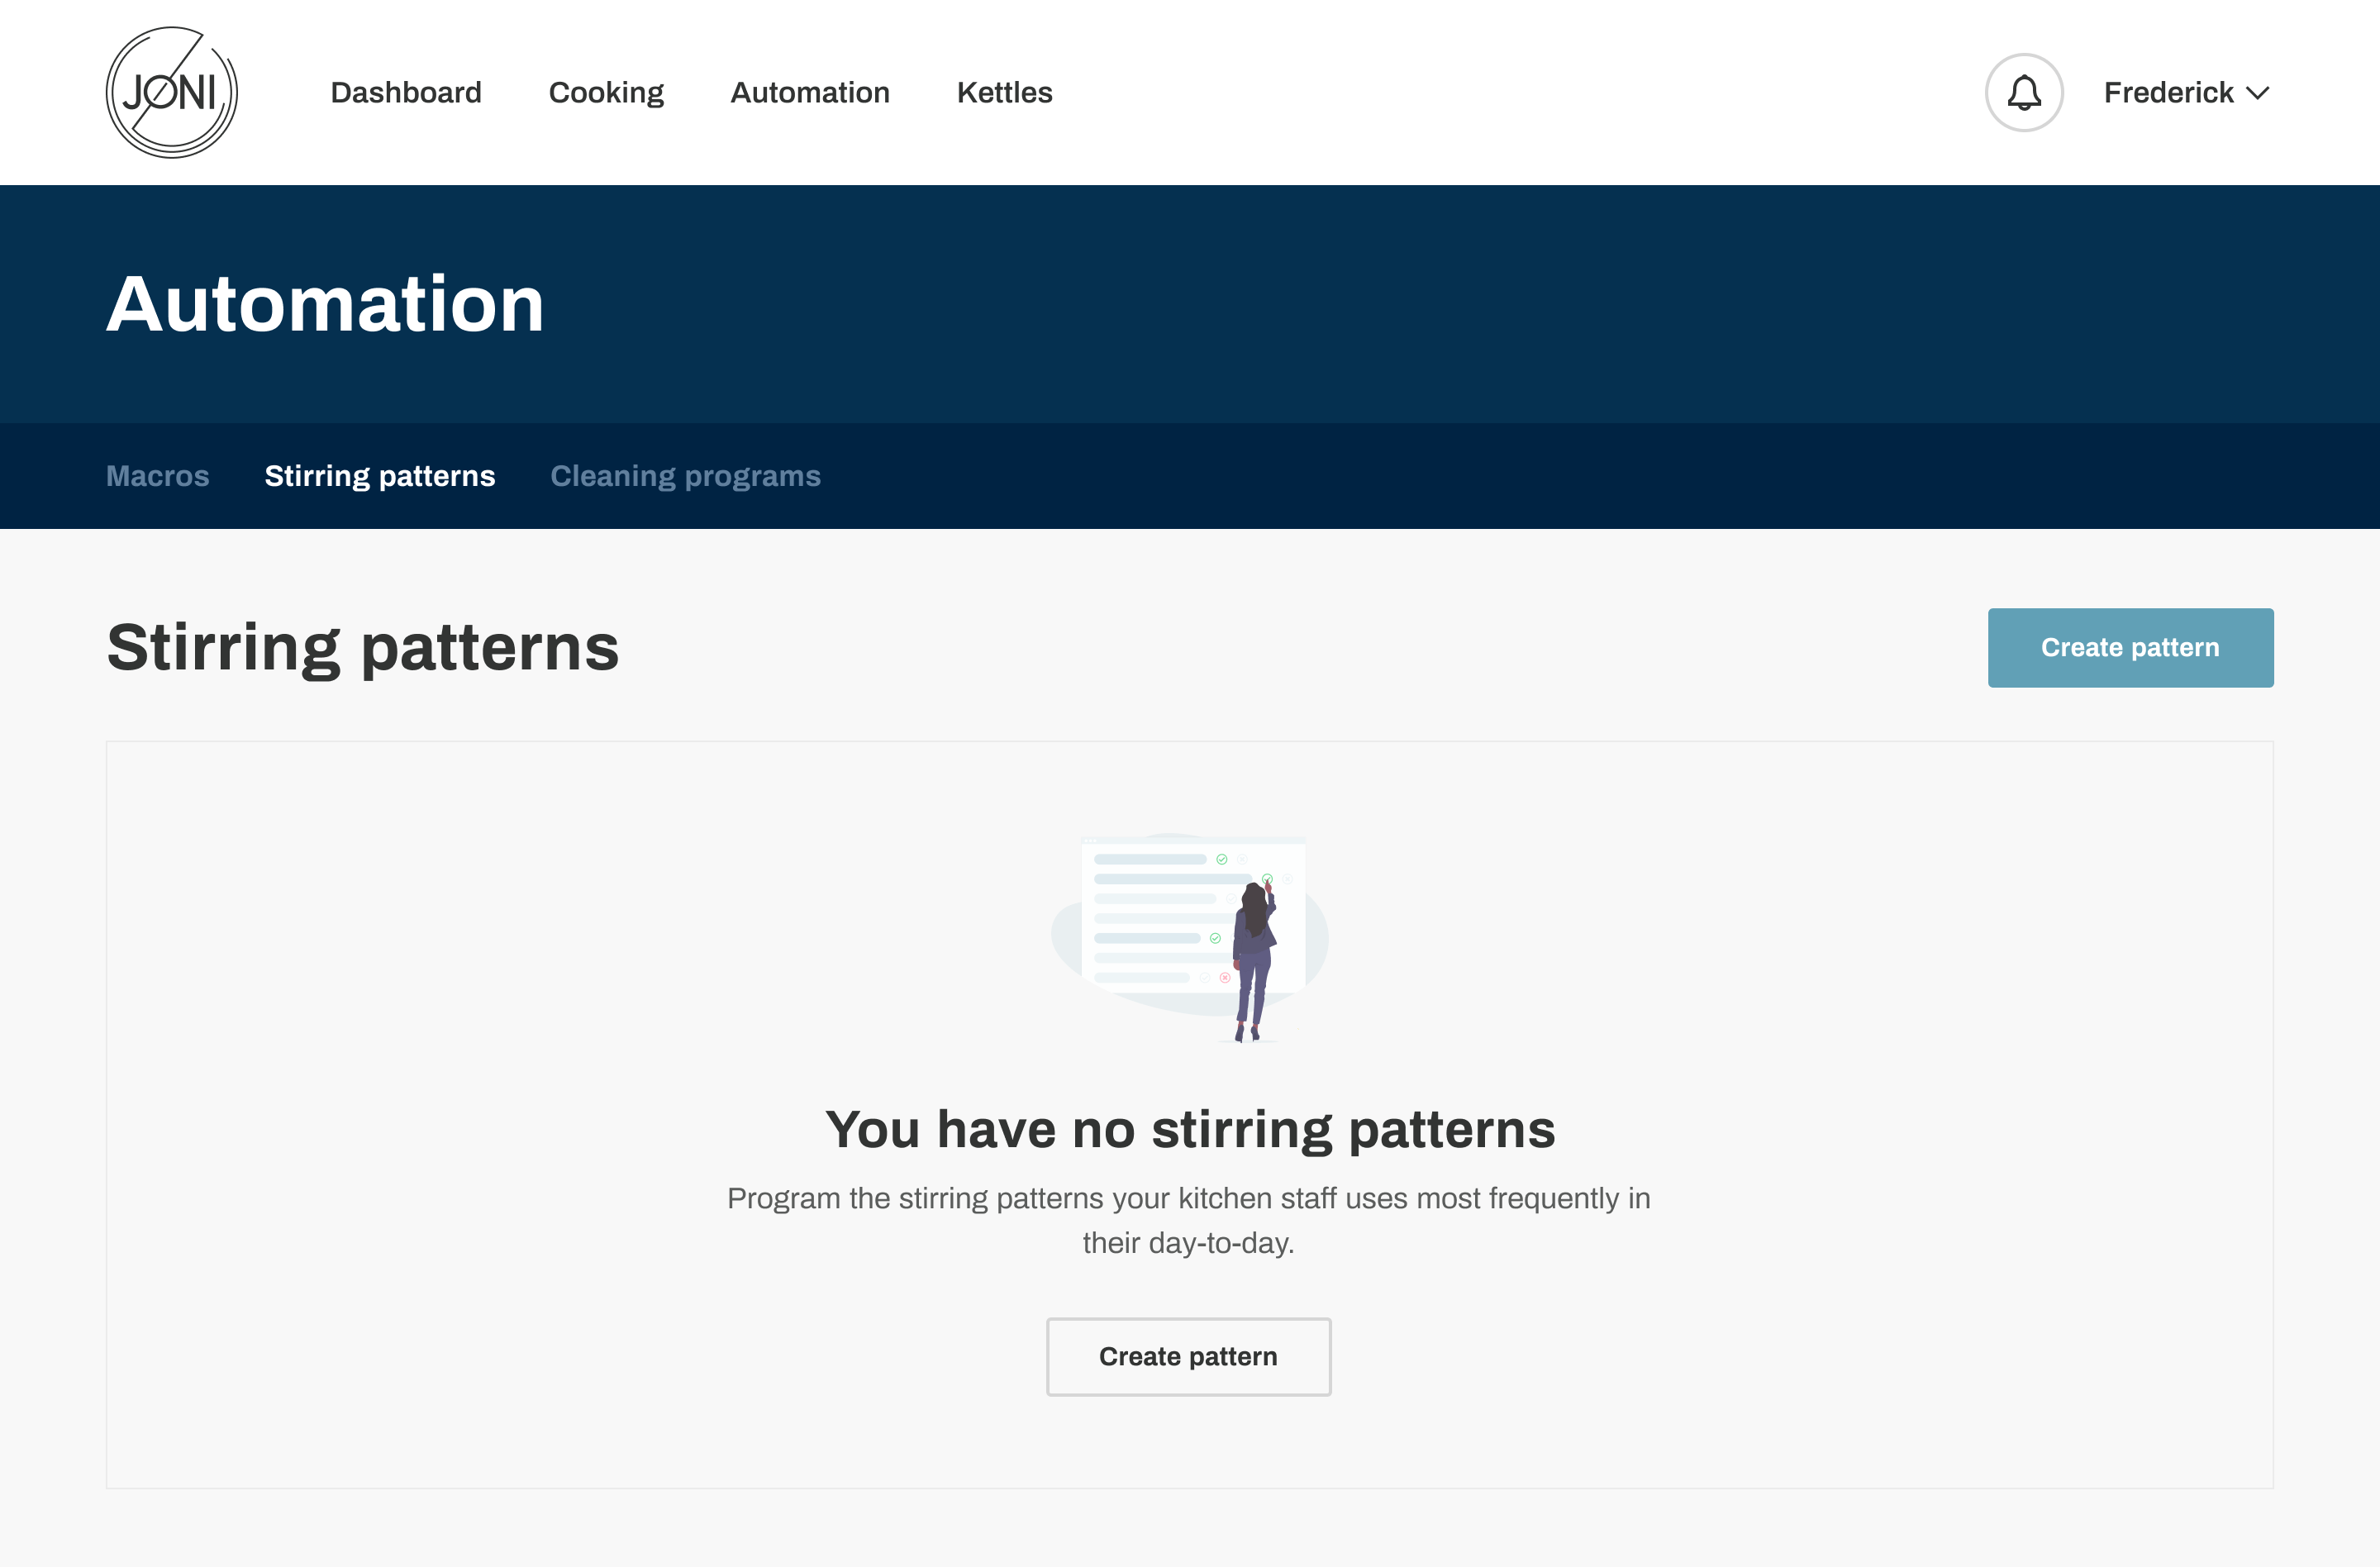 JONI
Dashboard
Cooking
Automation
Kettles
Frederick
Automation
Macros
Stirring patterns
Cleaning programs
Stirring patterns
Create pattern
You have no stirring patterns
Program the stirring patterns your kitchen staff uses most frequently in
their day-to-day.
Create pattern